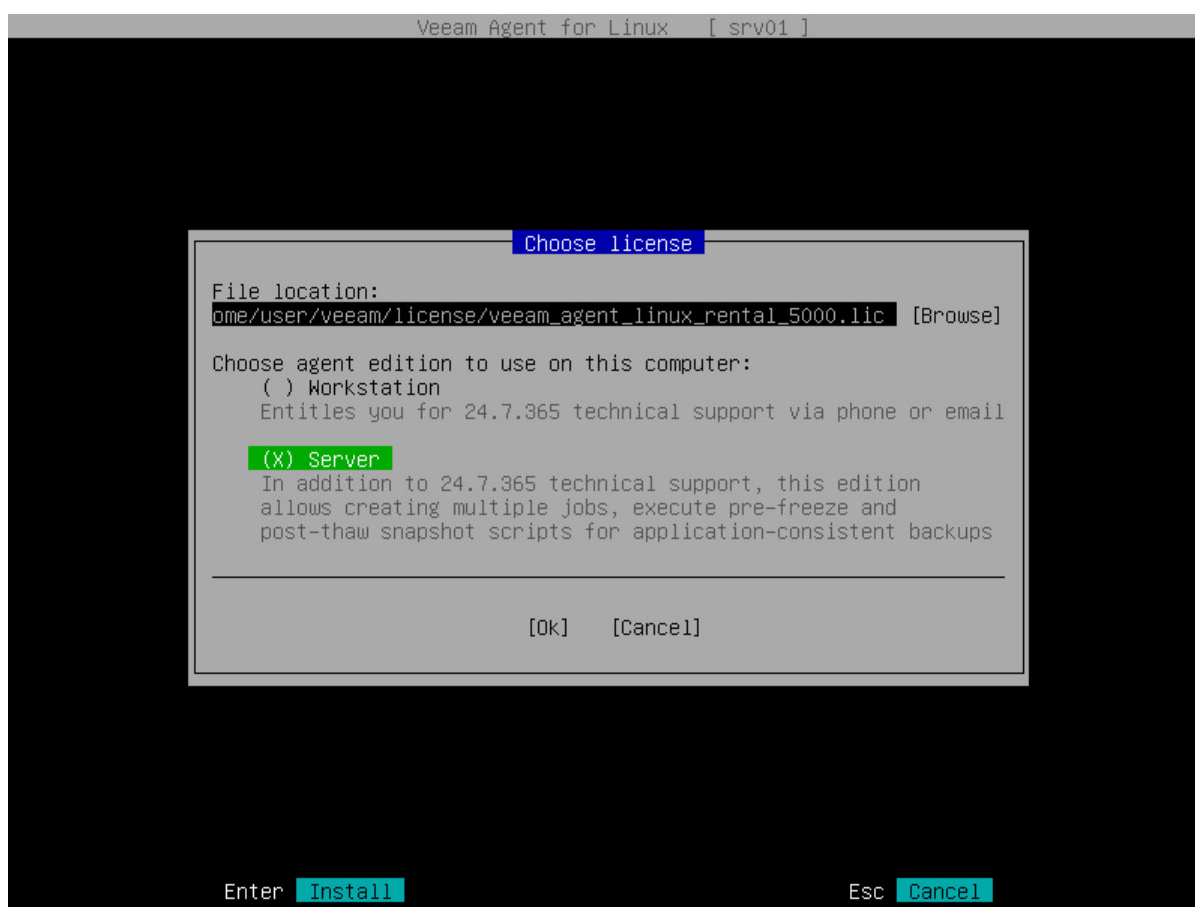 Veeam Agent for Linux   [ srv01 ]
Choose license
File location:
ome/user/veeam/license/veeam_agent_linux_rental_5000.lic [Browse]
Choose agent edition to use on this computer:
( ) Workstation
Entitles you for 24.7.365 technical support via phone or email
(X) Server
In addition to 24.7.365 technical support, this edition
allows creating multiple jobs, execute pre-freeze and
post-thaw snapshot scripts for application-consistent backups
[Ok]   [Cancel]
Enter Install   Esc Cancel